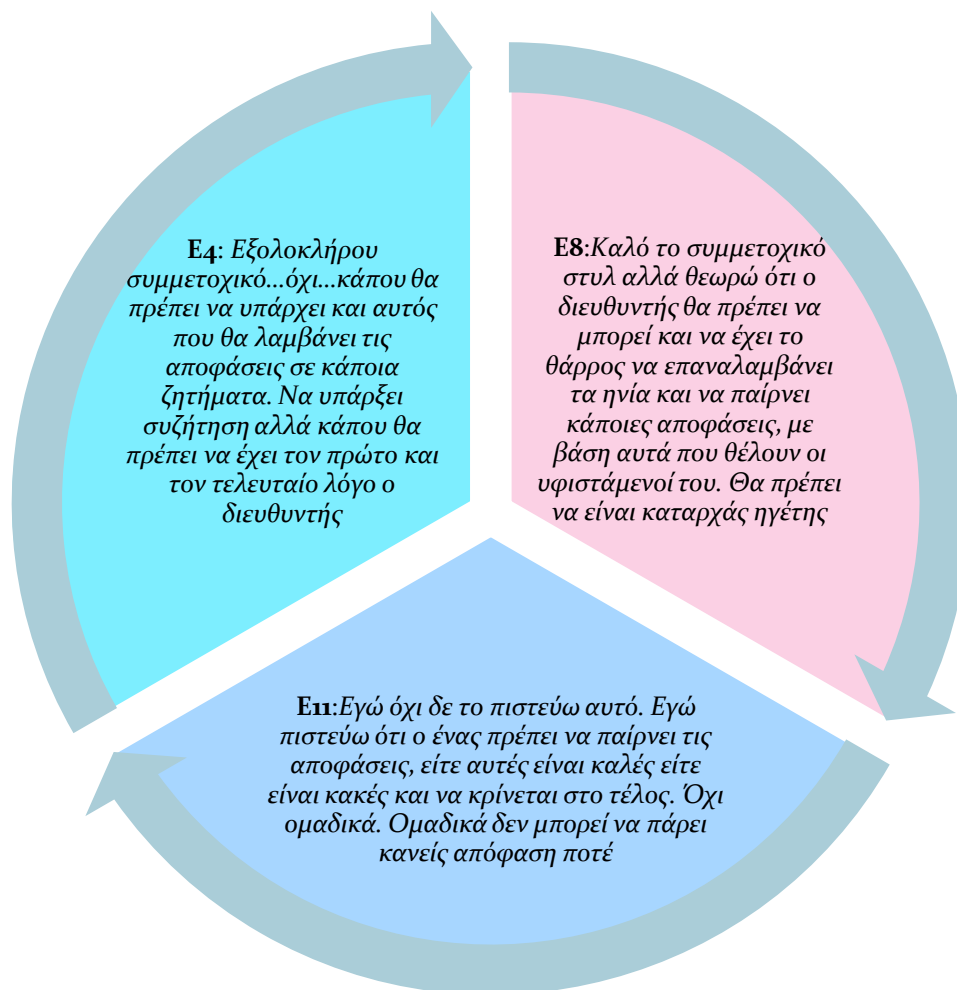 Ε4: Εξολοκλήρου
συμμετοχικό...όχι...κάπου θα
πρέπει να υπάρχει και αυτός
που θα λαμβάνει τις
αποφάσεις σε κάποια
ζητήματα. Να υπάρξει
συζήτηση αλλά κάπου θα
πρέπει να έχει τον πρώτο και
τον τελευταίο λόγο ο
διευθυντής
Ε8:Καλό το συμμετοχικό
στυλ αλλά θεωρώ ότι ο
διευθυντής θα πρέπει να
μπορεί και να έχει το
θάρρος να επαναλαμβάνει
τα ηνία και να παίρνει
κάποιες αποφάσεις, με
βάση αυτά που θέλουν οι
υφιστάμενοί του. Θα πρέπει
να είναι καταρχάς ηγέτης
Ε11:Εγώ όχι δε το πιστεύω αυτό. Εγώ
πιστεύω ότι ο ένας πρέπει να παίρνει τις
αποφάσεις, είτε αυτές είναι καλές είτε
είναι κακές και να κρίνεται στο τέλος. Όχι
ομαδικά. Ομαδικά δεν μπορεί να πάρει
κανείς απόφαση ποτέ